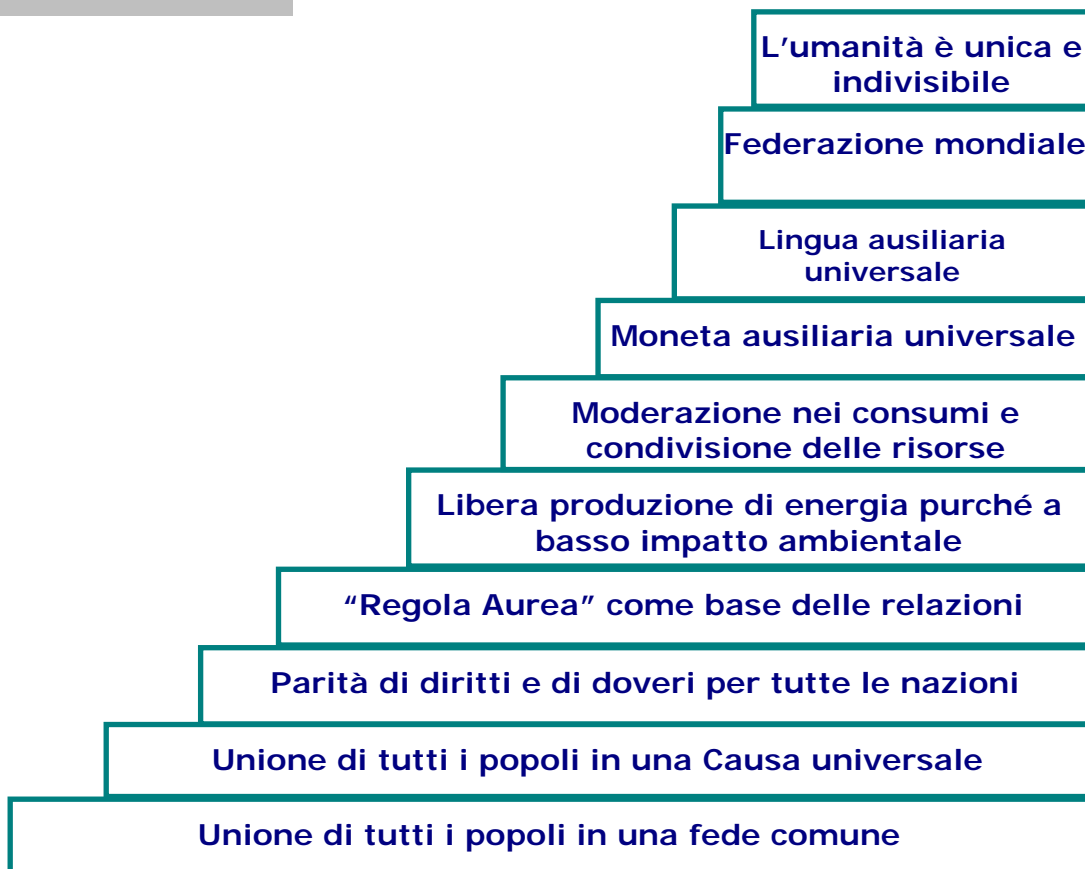 L’umanità è unica e
indivisibile
Federazione mondiale
Lingua ausiliaria
universale
Moneta ausiliaria universale
Moderazione nei consumi e
condivisione delle risorse
Libera produzione di energia purché a
basso impatto ambientale
“Regola Aurea” come base delle relazioni
Parità di diritti e di doveri per tutte le nazioni
Unione di tutti i popoli in una Causa universale
Unione di tutti i popoli in una fede comune